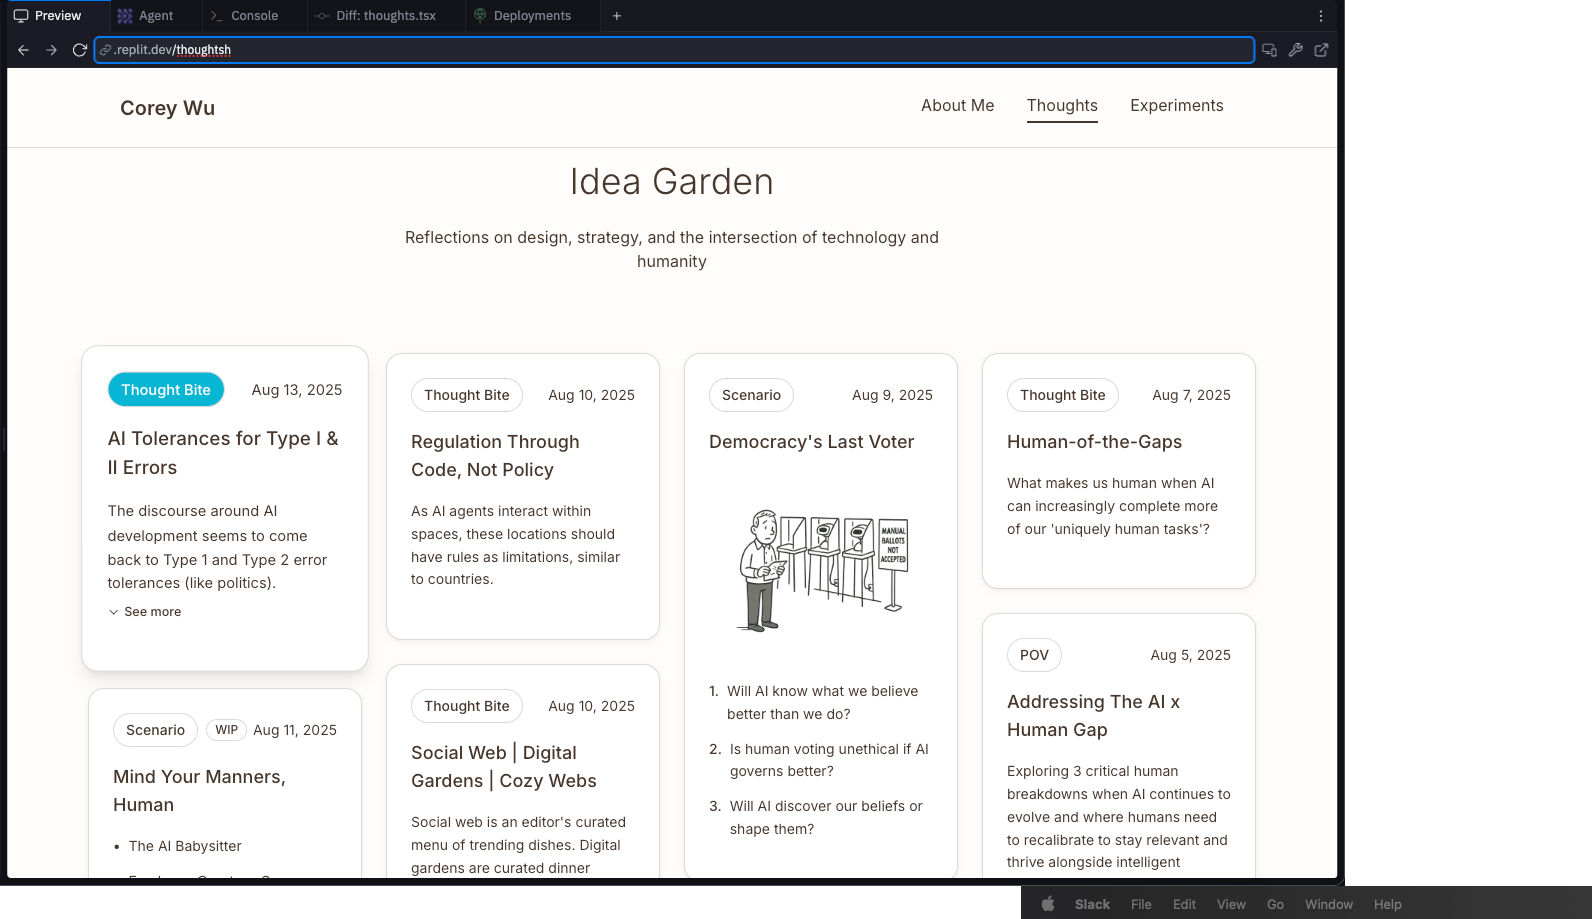 Preview Agent Console Diff: thoughts.tsx Deployments
.replit.dev/thoughtsh
Corey Wu
About Me Thoughts Experiments
Idea Garden
Reflections on design, strategy, and the intersection of technology and
humanity
Thought Bite Aug 13, 2025
AI Tolerances for Type I &
II Errors
The discourse around AI
development seems to come
back to Type 1 and Type 2 error
tolerances (like politics).
See more
Scenario WIP Aug 11, 2025
Mind Your Manners,
Human
• The AI Babysitter
Thought Bite Aug 10, 2025
Regulation Through
Code, Not Policy
As AI agents interact within
spaces, these locations should
have rules as limitations, similar
to countries.
Thought Bite Aug 10, 2025
Social Web | Digital
Gardens | Cozy Webs
Social web is an editor's curated
menu of trending dishes. Digital
gardens are curated dinner
Scenario Aug 9, 2025
Democracy's Last Voter
MANUAL
BALLOTS
NOT
ACCEPTED
1. Will AI know what we believe
better than we do?
2. Is human voting unethical if AI
governs better?
3. Will AI discover our beliefs or
shape them?
Thought Bite Aug 7, 2025
Human-of-the-Gaps
What makes us human when AI
can increasingly complete more
of our 'uniquely human tasks'?
POV Aug 5, 2025
Addressing The AI x
Human Gap
Exploring 3 critical human
breakdowns when AI continues to
evolve and where humans need
to recalibrate to stay relevant and
thrive alongside intelligent
Slack File Edit View Go Window Help